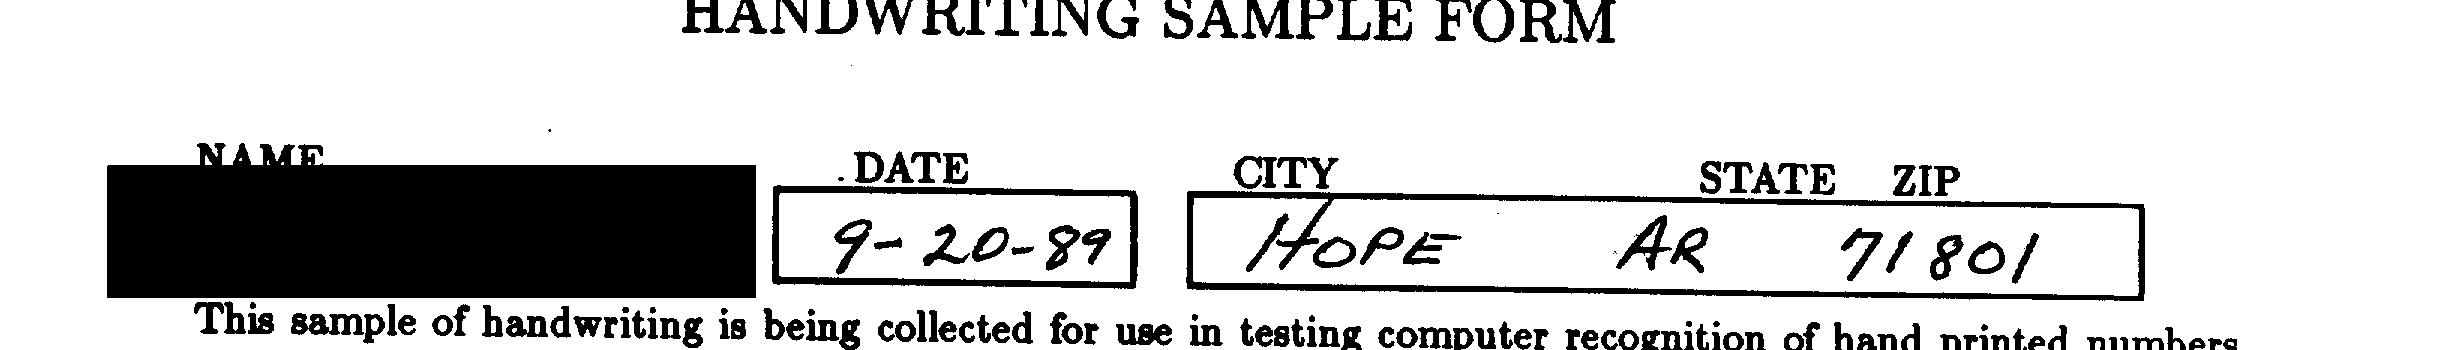 HANDWRITING SAMPLE FORM
NAME DATE CITY STATE ZIP
9-20-89 HOPE AR 71801
This sample of handwriting is being collected for use in testing computer recognition of hand printed numbers